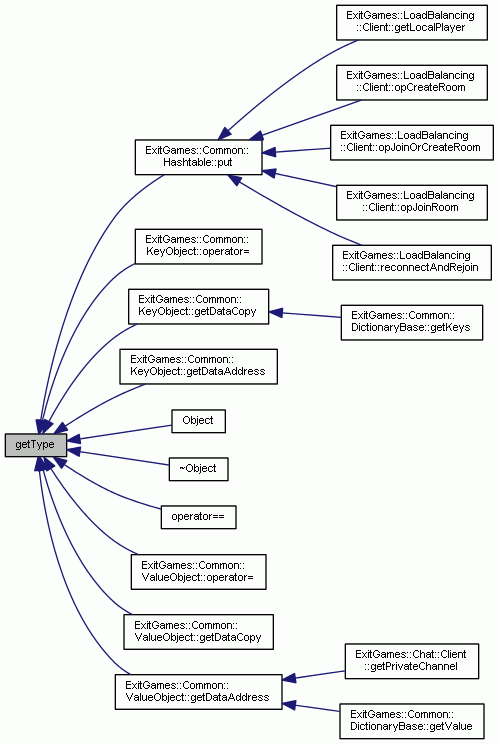 ExitGames::LoadBalancing
::Client::getLocalPlayer
ExitGames::LoadBalancing
::Client::opCreateRoom
ExitGames::LoadBalancing
::Client::opJoinOrCreateRoom
ExitGames::Common::
Hashtable::put
ExitGames::LoadBalancing
::Client::opJoinRoom
ExitGames::LoadBalancing
::Client::reconnectAndRejoin
ExitGames::Common::
KeyObject::operator=
ExitGames::Common::
KeyObject::getDataCopy
ExitGames::Common::
DictionaryBase::getKeys
ExitGames::Common::
KeyObject::getDataAddress
Object
getType
~Object
operator==
ExitGames::Common::
ValueObject::operator=
ExitGames::Common::
ValueObject::getDataCopy
ExitGames::Chat::Client
::getPrivateChannel
ExitGames::Common::
ValueObject::getDataAddress
ExitGames::Common::
DictionaryBase::getValue